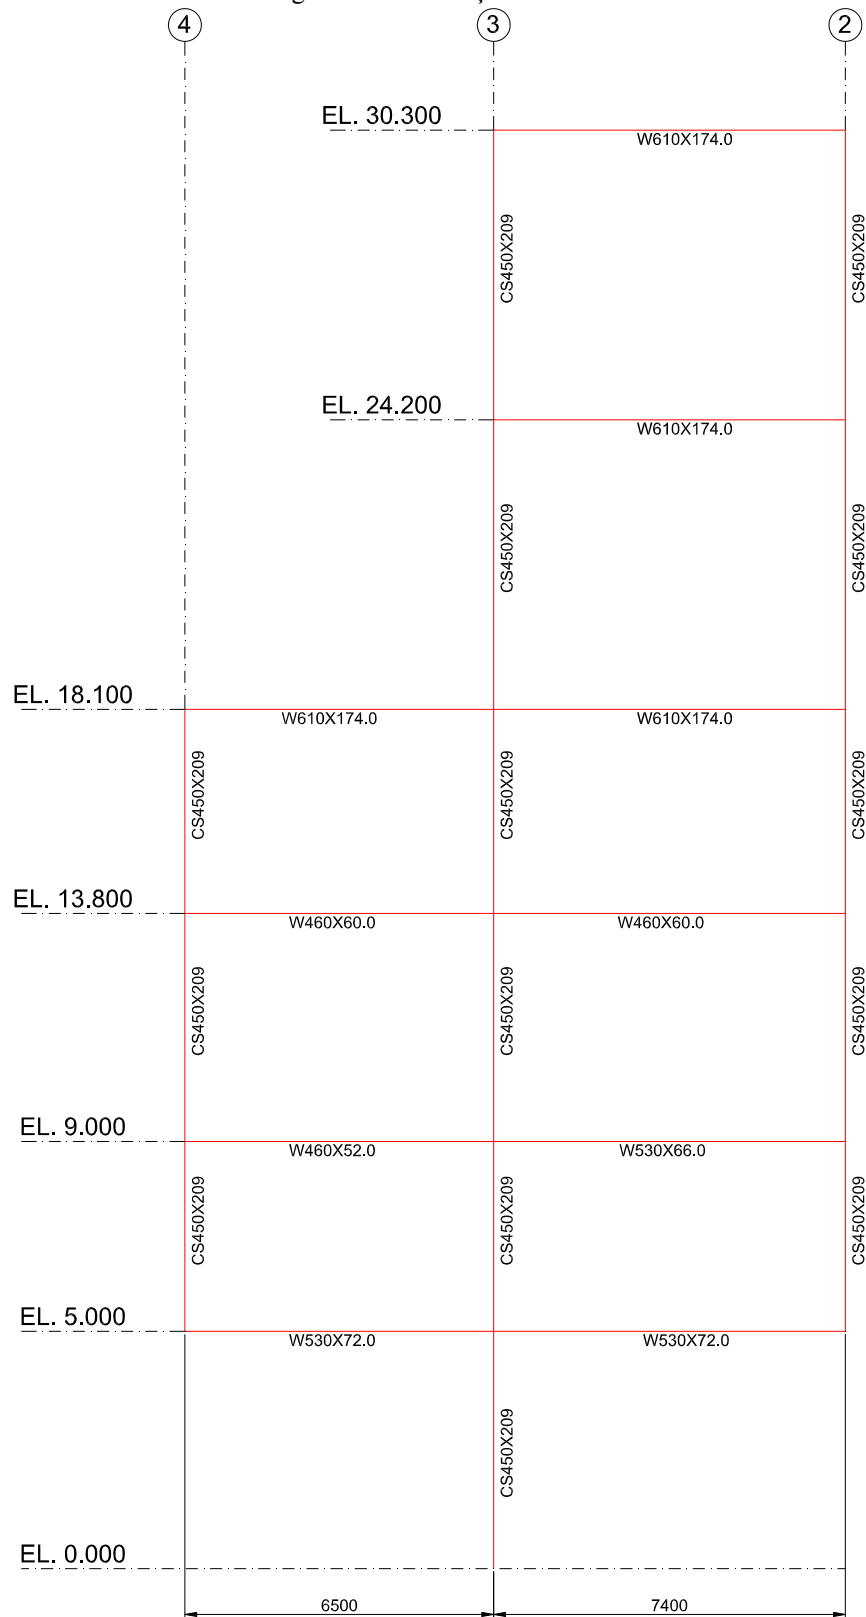 4 3 2
EL. 30.300
W610X174.0
CS450X209 CS450X209
EL. 24.200
W610X174.0
CS450X209 CS450X209
EL. 18.100
W610X174.0 W610X174.0
CS450X209 CS450X209 CS450X209
EL. 13.800
W460X60.0 W460X60.0
CS450X209 CS450X209 CS450X209
EL. 9.000
W460X52.0 W530X66.0
CS450X209 CS450X209 CS450X209
EL. 5.000
W530X72.0 W530X72.0
CS450X209
EL. 0.000
6500 7400